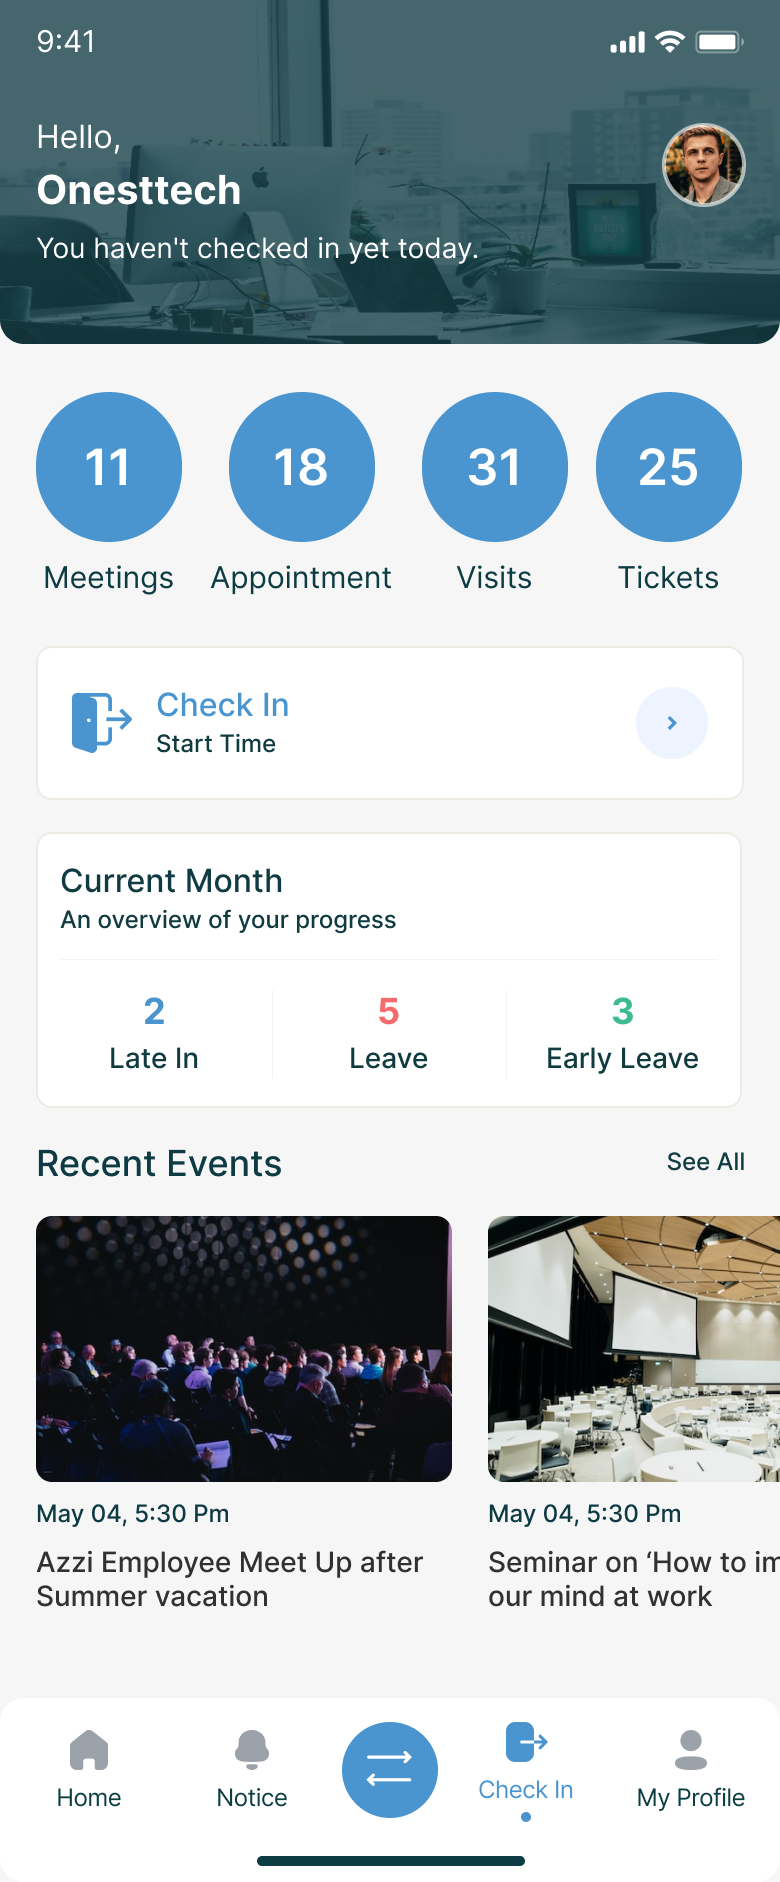 9:41
Hello,
Onesttech
You haven't checked in yet today.
11 18 31 25
Meetings Appointment Visits Tickets
Check In
Start Time
Current Month
An overview of your progress
2 5 3
Late In Leave Early Leave
Recent Events See All
May 04, 5:30 Pm May 04, 5:30 Pm
Azzi Employee Meet Up after Seminar on ‘How to im
Summer vacation our mind at work
Home Notice Check In My Profile